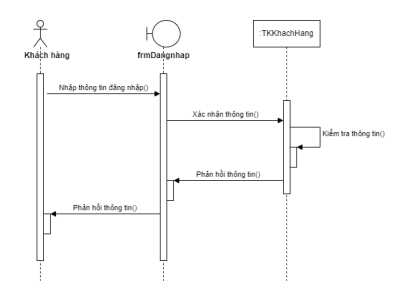 Khách hàng
frmDangnhap
:TKKhachHang
Nhập thông tin đăng nhập()
Xác nhận thông tin()
Kiểm tra thông tin()
Phản hồi thông tin()
Phản hồi thông tin()